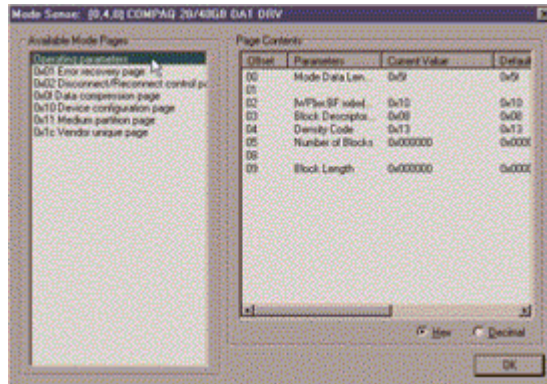 Mode Sense: [0,4,0] COMPAQ 20/40GB DAT DRV
Available Mode Pages
Operating parameters
0x01 Error recovery page
0x02 Disconnect/Reconnect control pa
0x0f Data compression page
0x10 Device configuration page
0x11 Medium partition page
0x1c Vendor unique page
Page Contents
Offset Parameters Current Value Default
00 Mode Data Len... 0x5f 0x5f
01
02 0x10 0x10
03 Block Descriptor... 0x08 0x08
04 Density Code 0x13 0x13
05 Number of Blocks 0x000000 0x0000
08
09 Block Length 0x000000 0x0000
Hex Decimal
OK